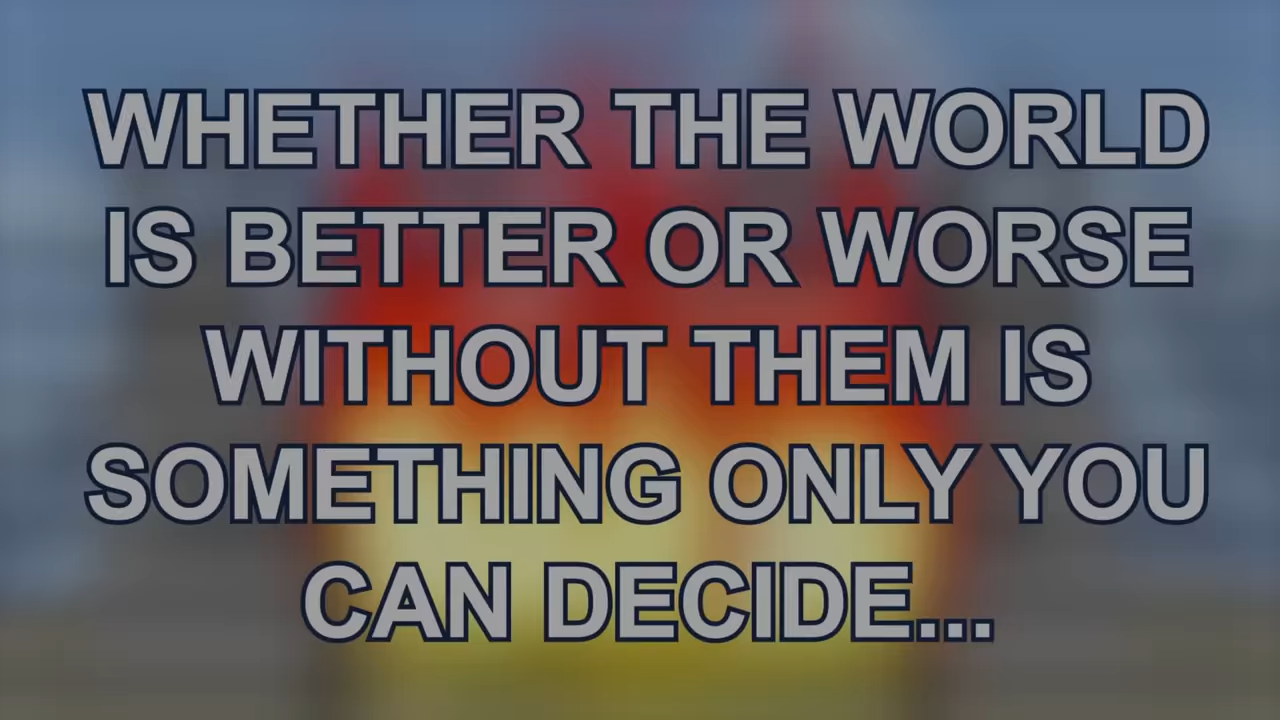 WHETHER THE WORLD
IS BETTER OR WORSE
WITHOUT THEM IS
SOMETHING ONLY YOU
CAN DECIDE...